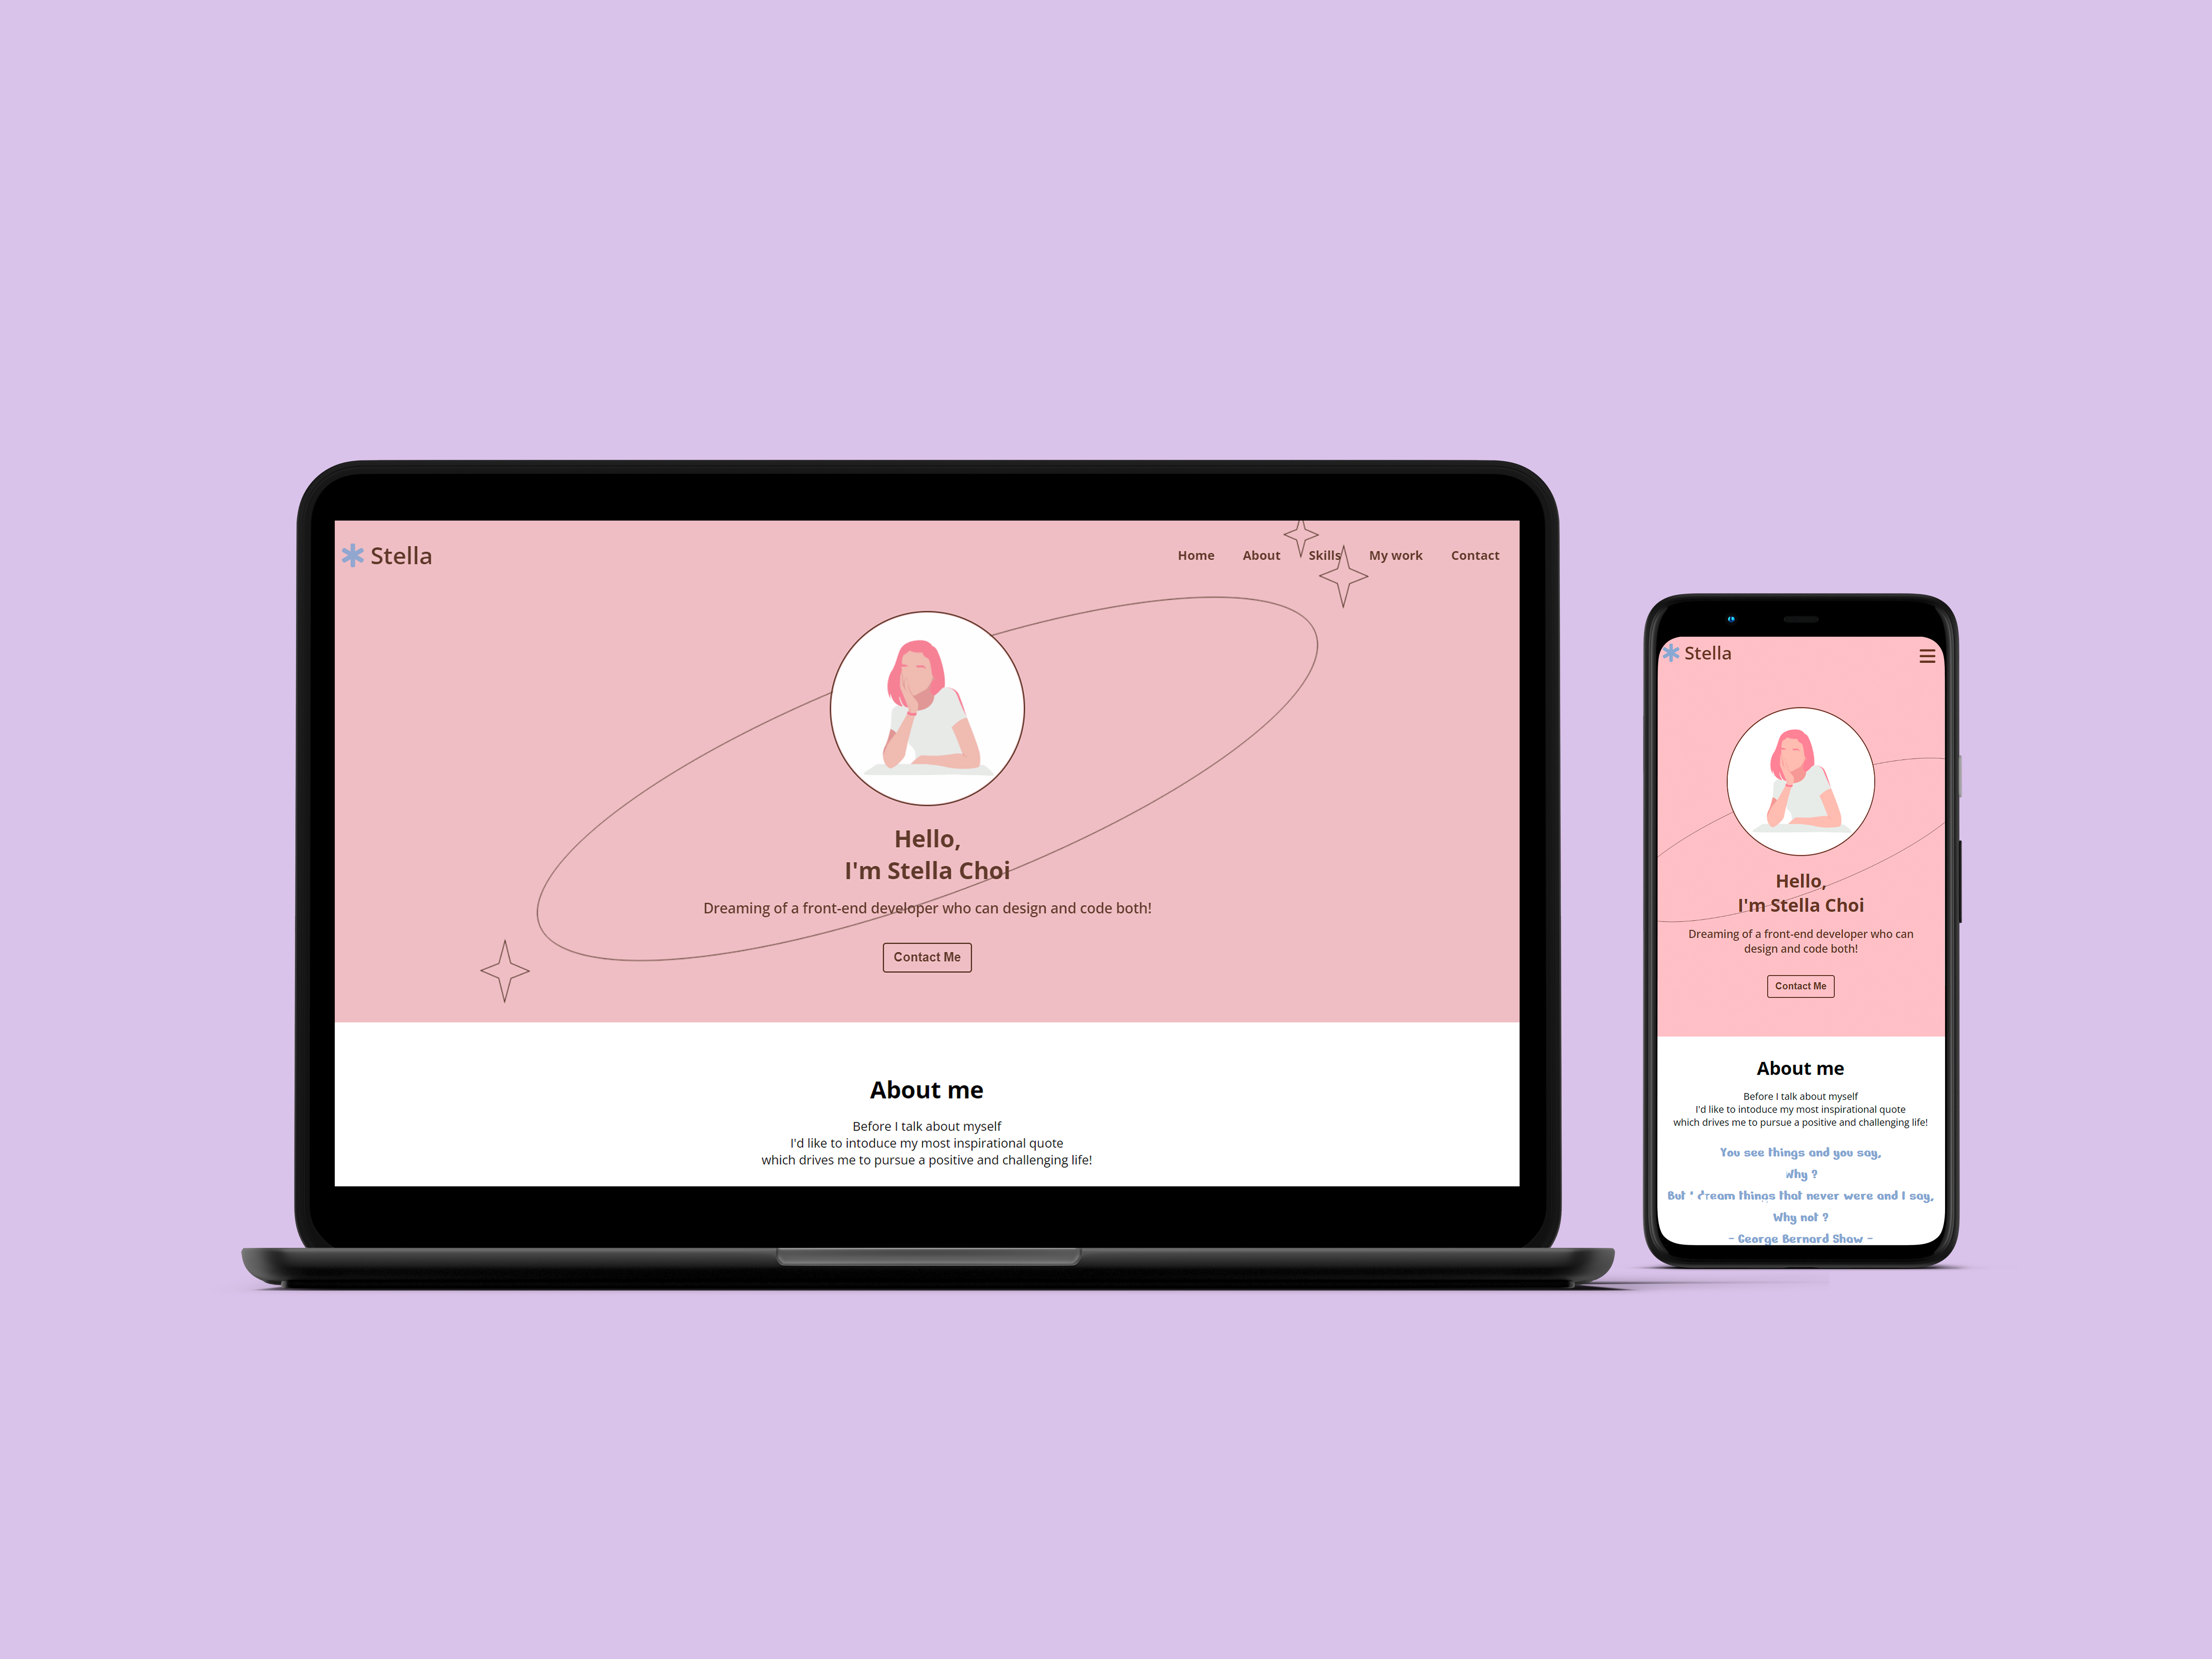 Stella
Home About Skills My work Contact
Hello,
I'm Stella Choi
Dreaming of a front-end developer who can design and code both!
Contact Me
About me
Before I talk about myself
I'd like to intoduce my most inspirational quote
which drives me to pursue a positive and challenging life!
Stella
Hello,
I'm Stella Choi
Dreaming of a front-end developer who can
design and code both!
Contact Me
About me
Before I talk about myself
I'd like to intoduce my most inspirational quote
which drives me to pursue a positive and challenging life!
You see things and you say,
Why ?
But dream things that never were and I say,
Why not ?
- George Bernard Shaw -